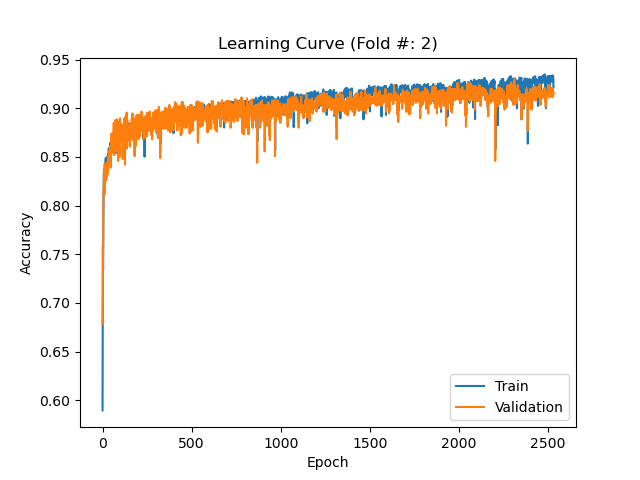 Learning Curve (Fold #: 2)
0.95
0.90
0.85
0.80
0.75
0.70
0.65
0.60
Accuracy
0 500 1000 1500 2000 2500
Epoch
Train
Validation